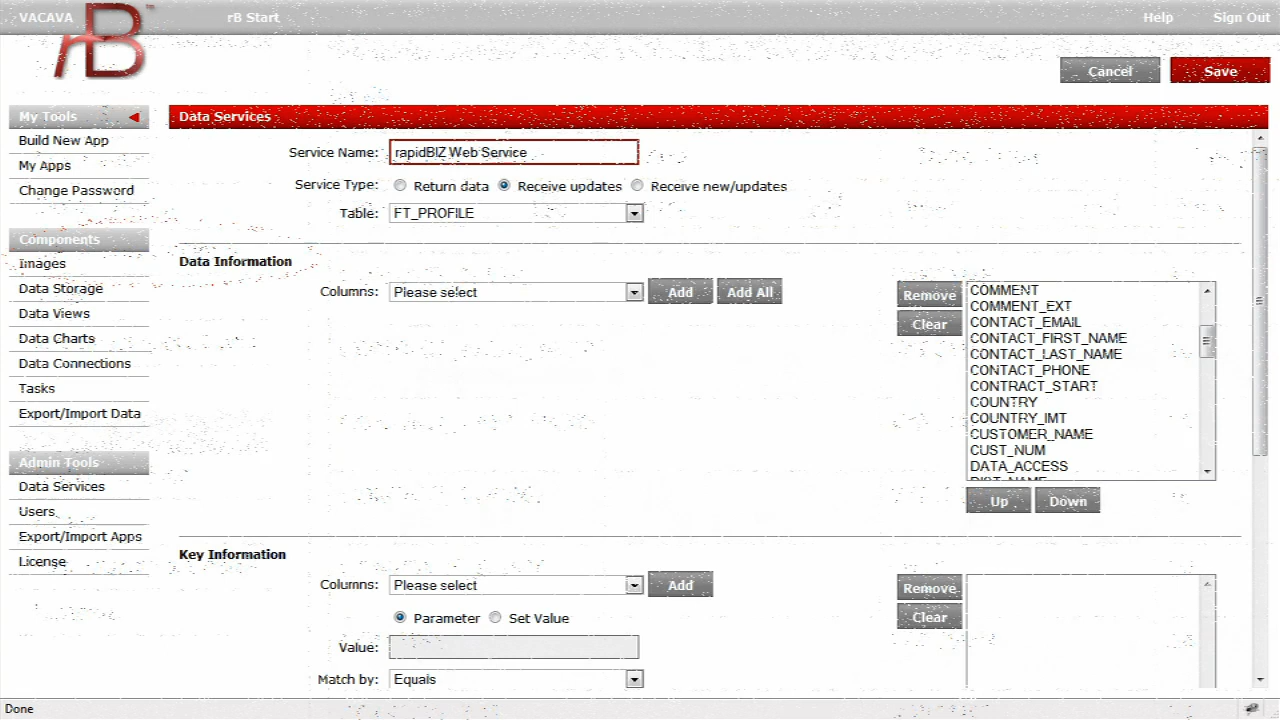 VACAVA rB Start Help Sign Out
rB
Cancel Save
My Tools
Build New App
My Apps
Change Password
Components
Images
Data Storage
Data Views
Data Charts
Data Connections
Tasks
Export/Import Data
Admin Tools
Data Services
Users
Export/Import Apps
License
Data Services
Service Name: rapidBIZ Web Service
Service Type: Return data Receive updates Receive new/updates
Table: FT_PROFILE
Data Information
Columns: Please select Add Add All
Remove
Clear
COMMENT
COMMENT_EXT
CONTACT_EMAIL
CONTACT_FIRST_NAME
CONTACT_LAST_NAME
CONTACT_PHONE
CONTRACT_START
COUNTRY
COUNTRY_IMT
CUSTOMER_NAME
CUST_NUM
DATA_ACCESS
Up Down
Key Information
Columns: Please select Add
Remove
Clear
Parameter Set Value
Value:
Match by: Equals
Done